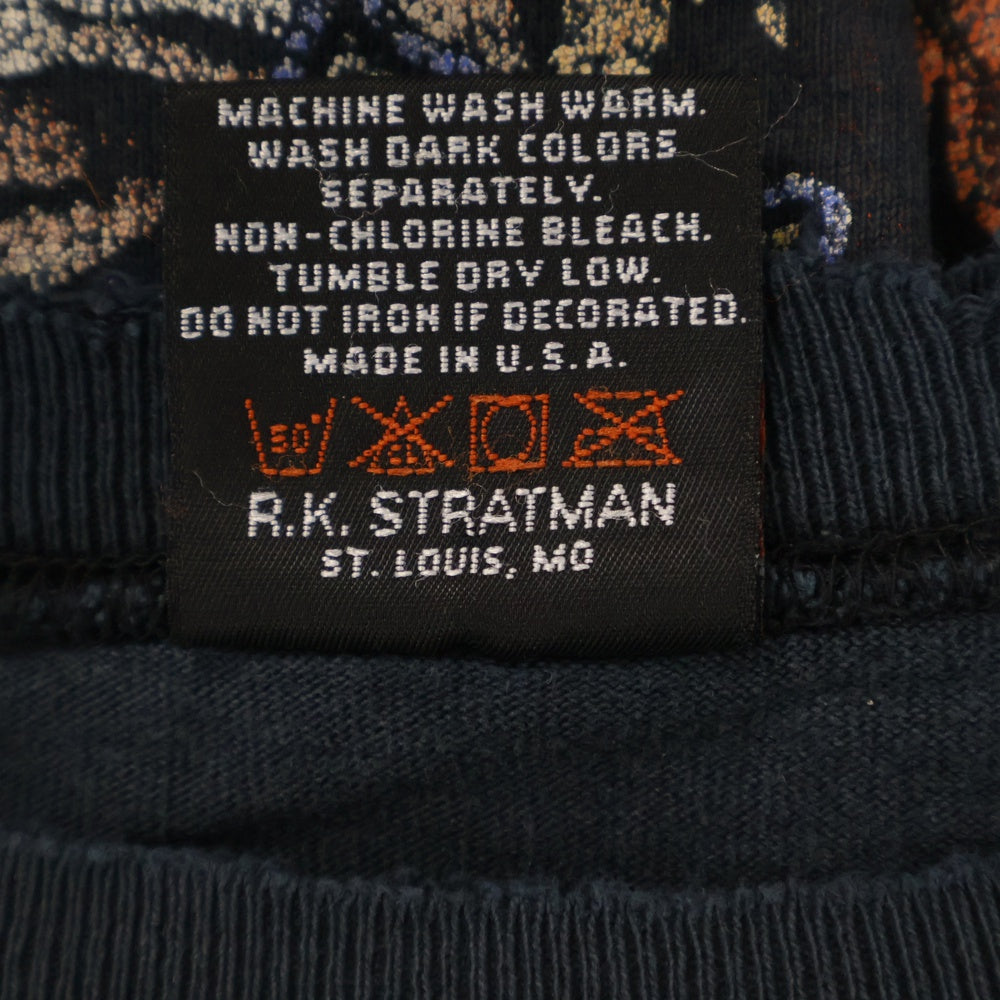 MACHINE WASH WARM.
WASH DARK COLORS
SEPARATELY.
NON-CHLORINE BLEACH.
TUMBLE DRY LOW.
DO NOT IRON IF DECORATED.
MADE IN U.S.A.
30°
R.K. STRATMAN
ST. LOUIS, MO